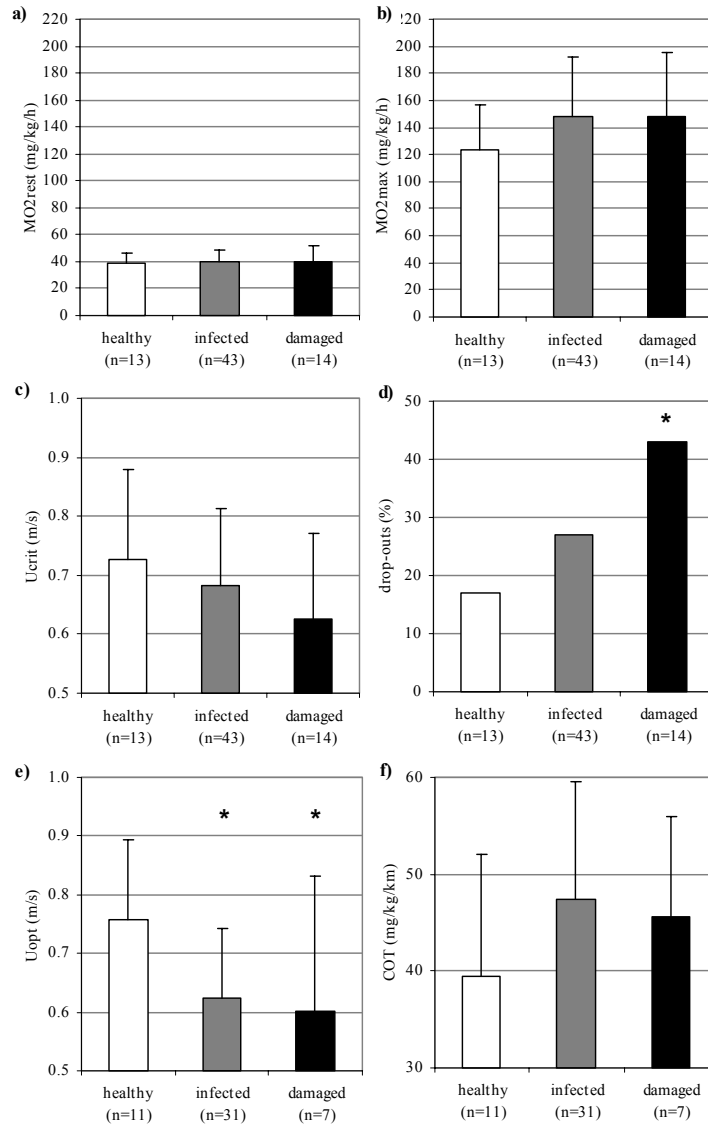 a)
220
200
180
160
140
120
100
80
60
40
20
0
MO2rest (mg/kg/h)
healthy infected damaged
(n=13) (n=43) (n=14)
b)
220
200
180
160
140
120
100
80
60
40
20
0
MO2max (mg/kg/h)
healthy infected damaged
(n=13) (n=43) (n=14)
c)
1.0
0.9
0.8
0.7
0.6
0.5
Ucrit (m/s)
healthy infected damaged
(n=13) (n=43) (n=14)
d)
50
40
30
20
10
0
drop-outs (%)
*
healthy infected damaged
(n=13) (n=43) (n=14)
e)
1.0
0.9
0.8
0.7
0.6
0.5
Uopt (m/s)
* *
healthy infected damaged
(n=11) (n=31) (n=7)
f)
60
50
40
30
COT (mg/kg/km)
healthy infected damaged
(n=11) (n=31) (n=7)